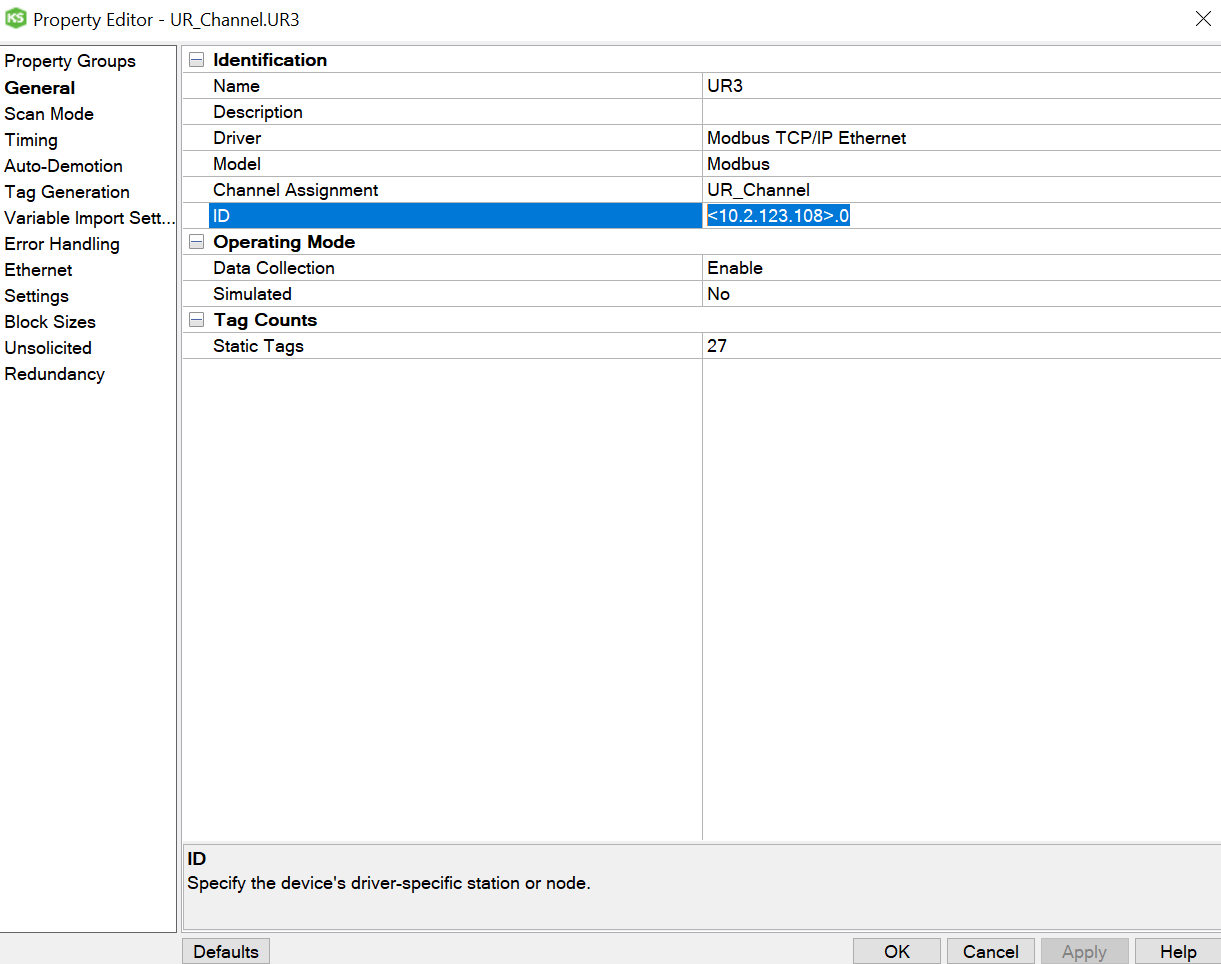 KS Property Editor - UR_Channel.UR3
Property Groups
General
Scan Mode
Timing
Auto-Demotion
Tag Generation
Variable Import Sett...
Error Handling
Ethernet
Settings
Block Sizes
Unsolicited
Redundancy
Identification
Name UR3
Description
Driver Modbus TCP/IP Ethernet
Model Modbus
Channel Assignment UR_Channel
ID <10.2.123.108>.0
Operating Mode
Data Collection Enable
Simulated No
Tag Counts
Static Tags 27
ID
Specify the device's driver-specific station or node.
Defaults OK Cancel Apply Help